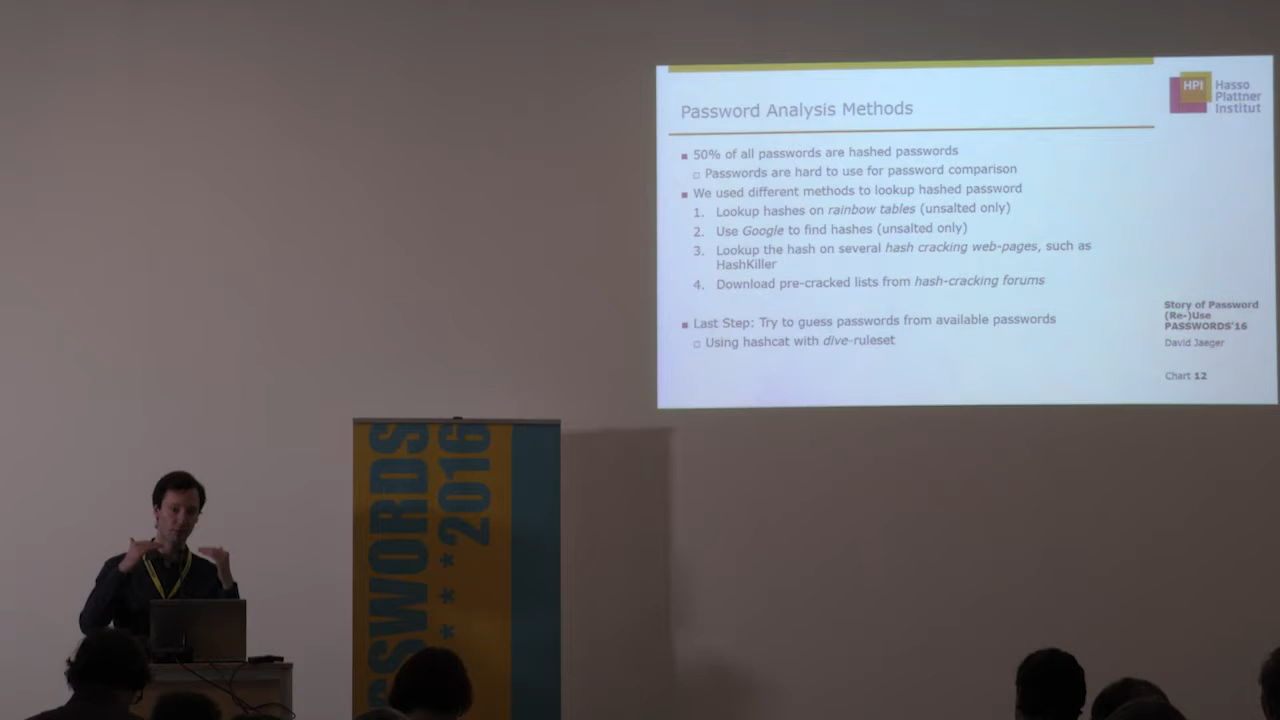 Password Analysis Methods
HPI Hasso
Plattner
Institut
50% of all passwords are hashed passwords
Passwords are hard to use for password comparison
We used different methods to lookup hashed password
1. Lookup hashes on rainbow tables (unsalted only)
2. Use Google to find hashes (unsalted only)
3. Lookup the hash on several hash cracking web-pages, such as
HashKiller
4. Download pre-cracked lists from hash-cracking forums
Last Step: Try to guess passwords from available passwords
Using hashcat with dive-ruleset
Story of Password
(Re-)Use
PASSWORDS'16
David Jaeger
Chart 12
SSWORDS
* * * 2016